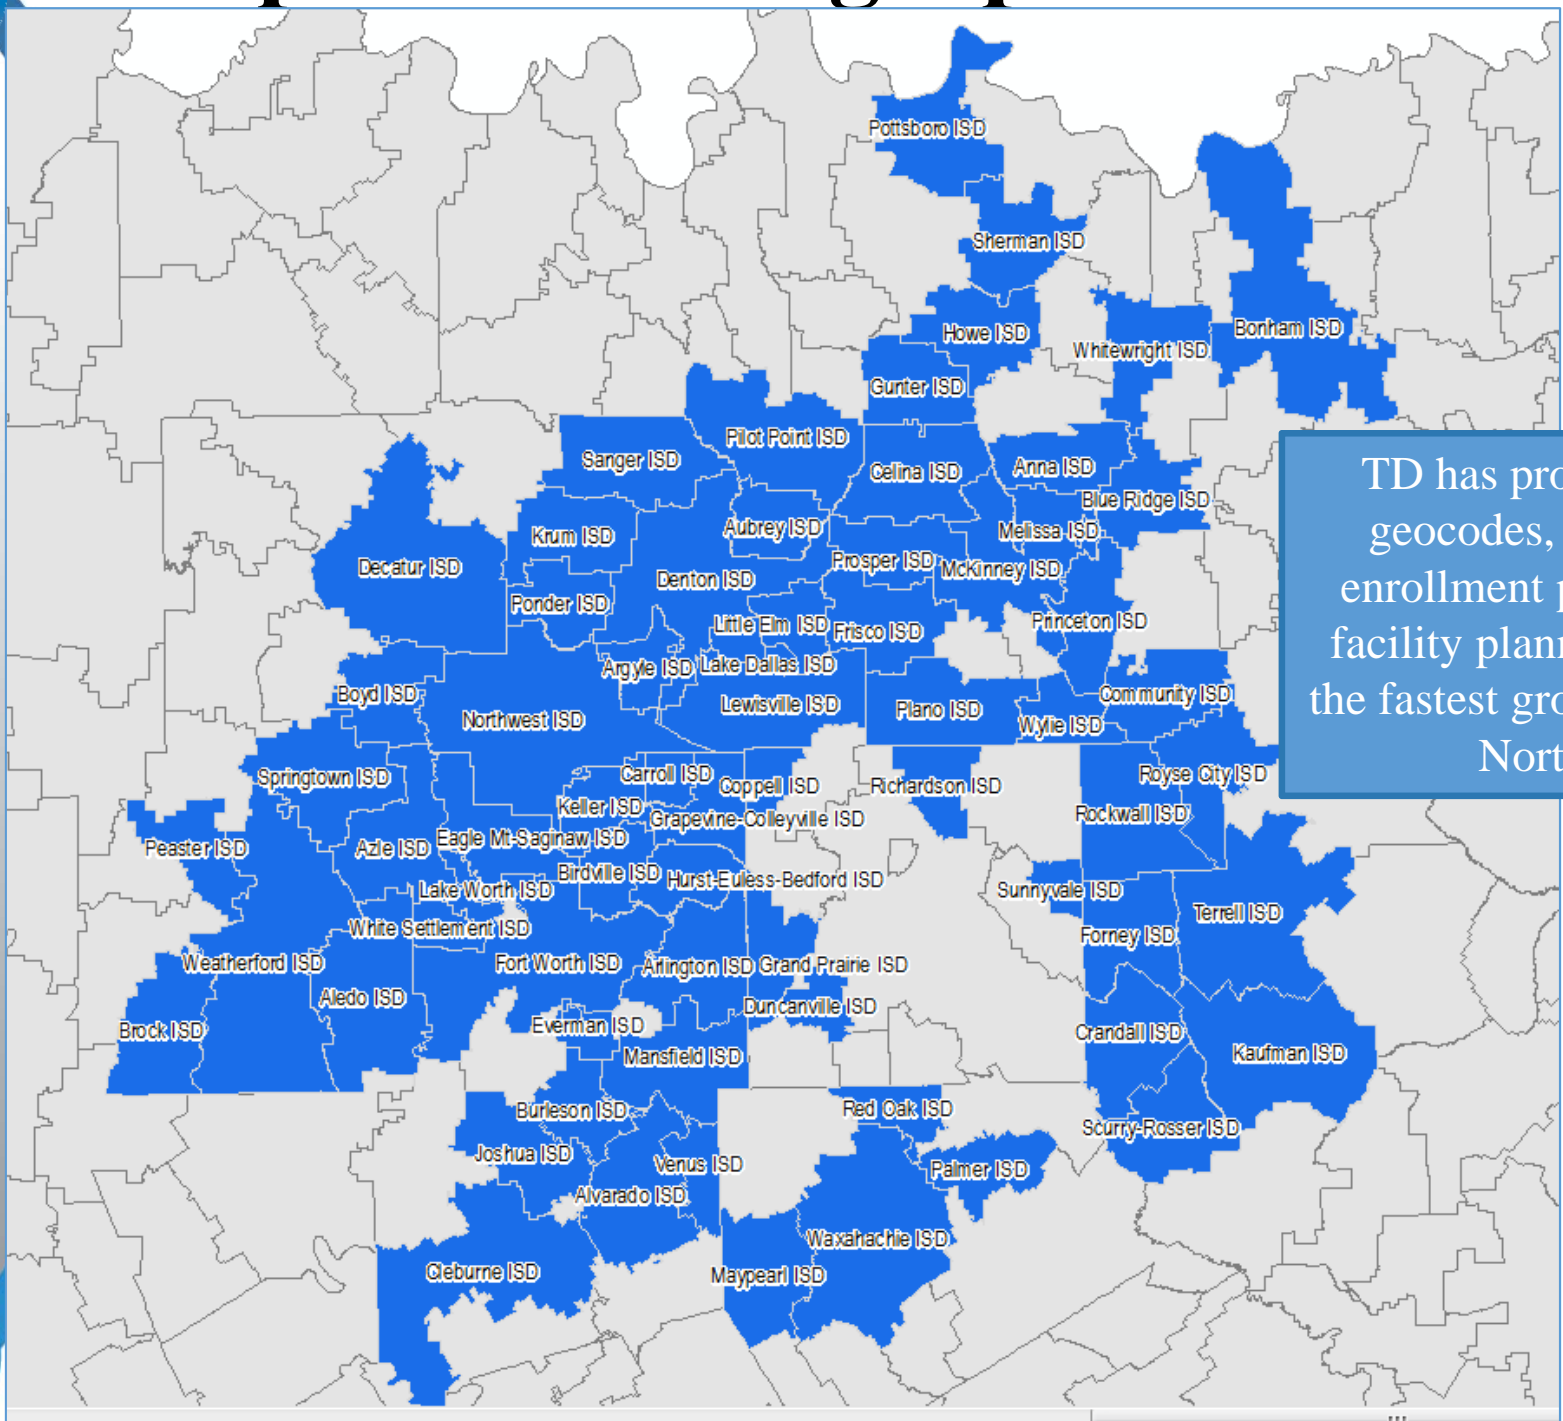 Pottsboro ISD
Sherman ISD
Howe ISD
Bonham ISD
Whitewright ISD
Gunter ISD
Pilot Point ISD
Sanger ISD
Celina ISD
Anna ISD
Blue Ridge ISD
Aubrey ISD
Melissa ISD
Krum ISD
Decatur ISD
Prosper ISD
McKinney ISD
Denton ISD
Ponder ISD
Little Elm ISD
Frisco ISD
Princeton ISD
Argyle ISD
Lake Dallas ISD
Boyd ISD
Community ISD
Northwest ISD
Lewisville ISD
Plano ISD
Wylie ISD
TD has
geocodes,
enrollment
facility
the fastest
Springtown ISD
Carroll ISD
Coppell ISD
Richardson ISD
Royse City ISD
Keller ISD
Grapevine-Colleyville ISD
Rockwall ISD
Peaster ISD
Azle ISD
Eagle Mt-Saginaw ISD
Birdville ISD
Hurst-Euless-Bedford ISD
Lake Worth ISD
Sunnyvale ISD
Terrell ISD
White Settlement ISD
Forney ISD
Weatherford ISD
Fort Worth ISD
Arlington ISD
Grand Prairie ISD
Aledo ISD
Duncanville ISD
Brock ISD
Everman ISD
Crandall ISD
Mansfield ISD
Kaufman ISD
Burleson ISD
Red Oak ISD
Scurry-Rosser ISD
Joshua ISD
Venus ISD
Palmer ISD
Alvarado ISD
Waxahachie ISD
Cleburne ISD
Maypearl ISD